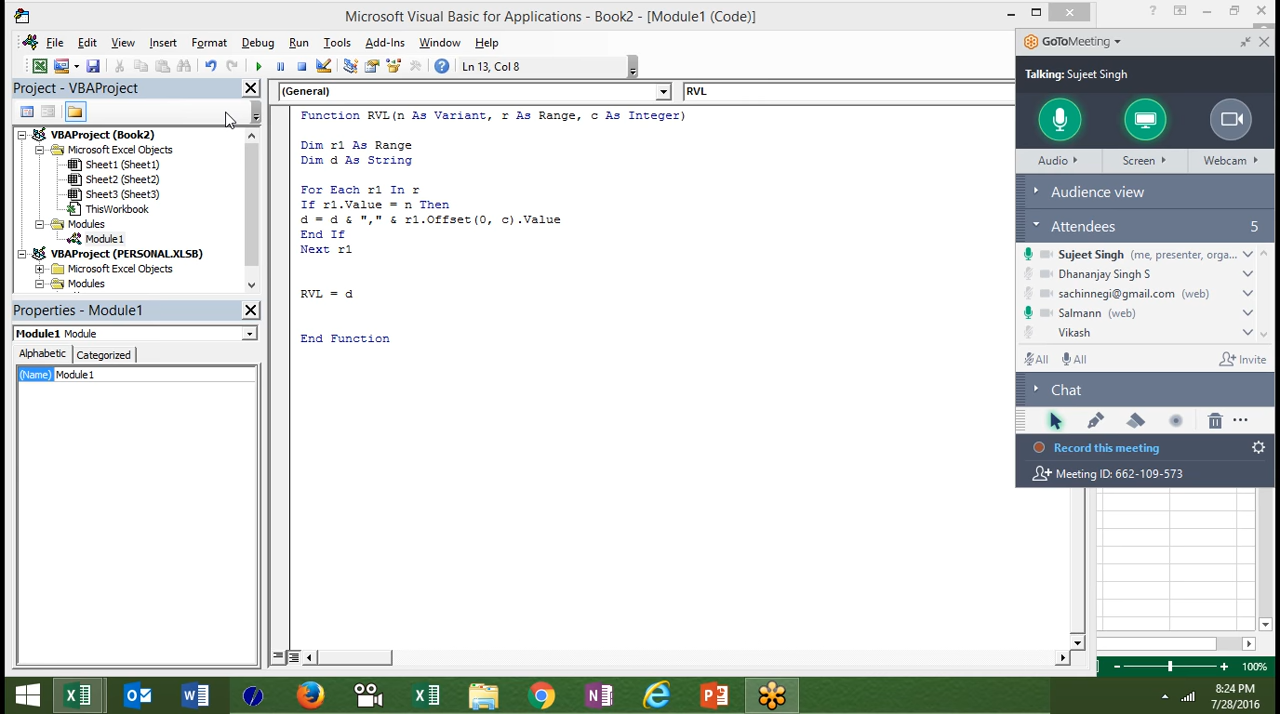 Microsoft Visual Basic for Applications - Book2 - [Module1 (Code)]
File Edit View Insert Format Debug Run Tools Add-Ins Window Help
Ln 13, Col 8
Project - VBAProject
VBAProject (Book2)
Microsoft Excel Objects
Sheet1 (Sheet1)
Sheet2 (Sheet2)
Sheet3 (Sheet3)
ThisWorkbook
Modules
Module1
VBAProject (PERSONAL.XLSB)
Microsoft Excel Objects
Modules
Properties - Module1
Module1 Module
Alphabetic Categorized
(Name) Module1
(General) RVL
Function RVL(n As Variant, r As Range, c As Integer)
Dim r1 As Range
Dim d As String
For Each r1 In r
If r1.Value = n Then
d = d & "," & r1.Offset(0, c).Value
End If
Next r1
RVL = d
End Function
GoToMeeting
Talking: Sujeet Singh
Audio Screen Webcam
Audience view
Attendees 5
Sujeet Singh (me, presenter, orga...
Dhananjay Singh S
sachinnegi@gmail.com (web)
Salmann (web)
Vikash
All All Invite
Chat
Record this meeting
Meeting ID: 662-109-573
100%
8:24 PM
7/28/2016